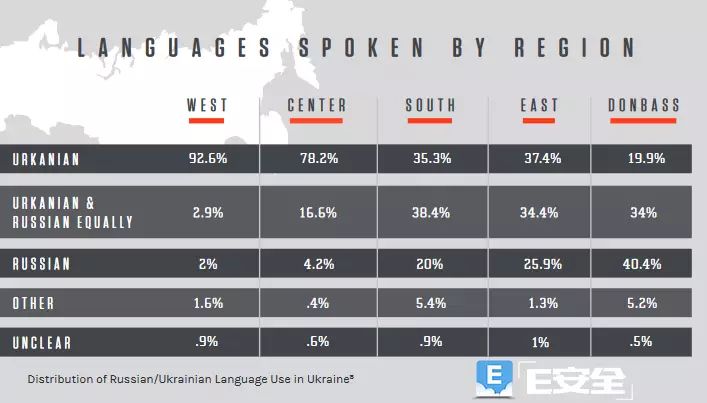 LANGUAGES SPOKEN BY REGION
WEST CENTER SOUTH EAST DONBASS
URKANIAN 92.6% 78.2% 35.3% 37.4% 19.9%
URKANIAN &
RUSSIAN EQUALLY 2.9% 16.6% 38.4% 34.4% 34%
RUSSIAN 2% 4.2% 20% 25.9% 40.4%
OTHER 1.6% .4% 5.4% 1.3% 5.2%
UNCLEAR .9% .6% .9% 1% .5%
Distribution of Russian/Ukrainian Language Use in Ukraine⁵
E E安全